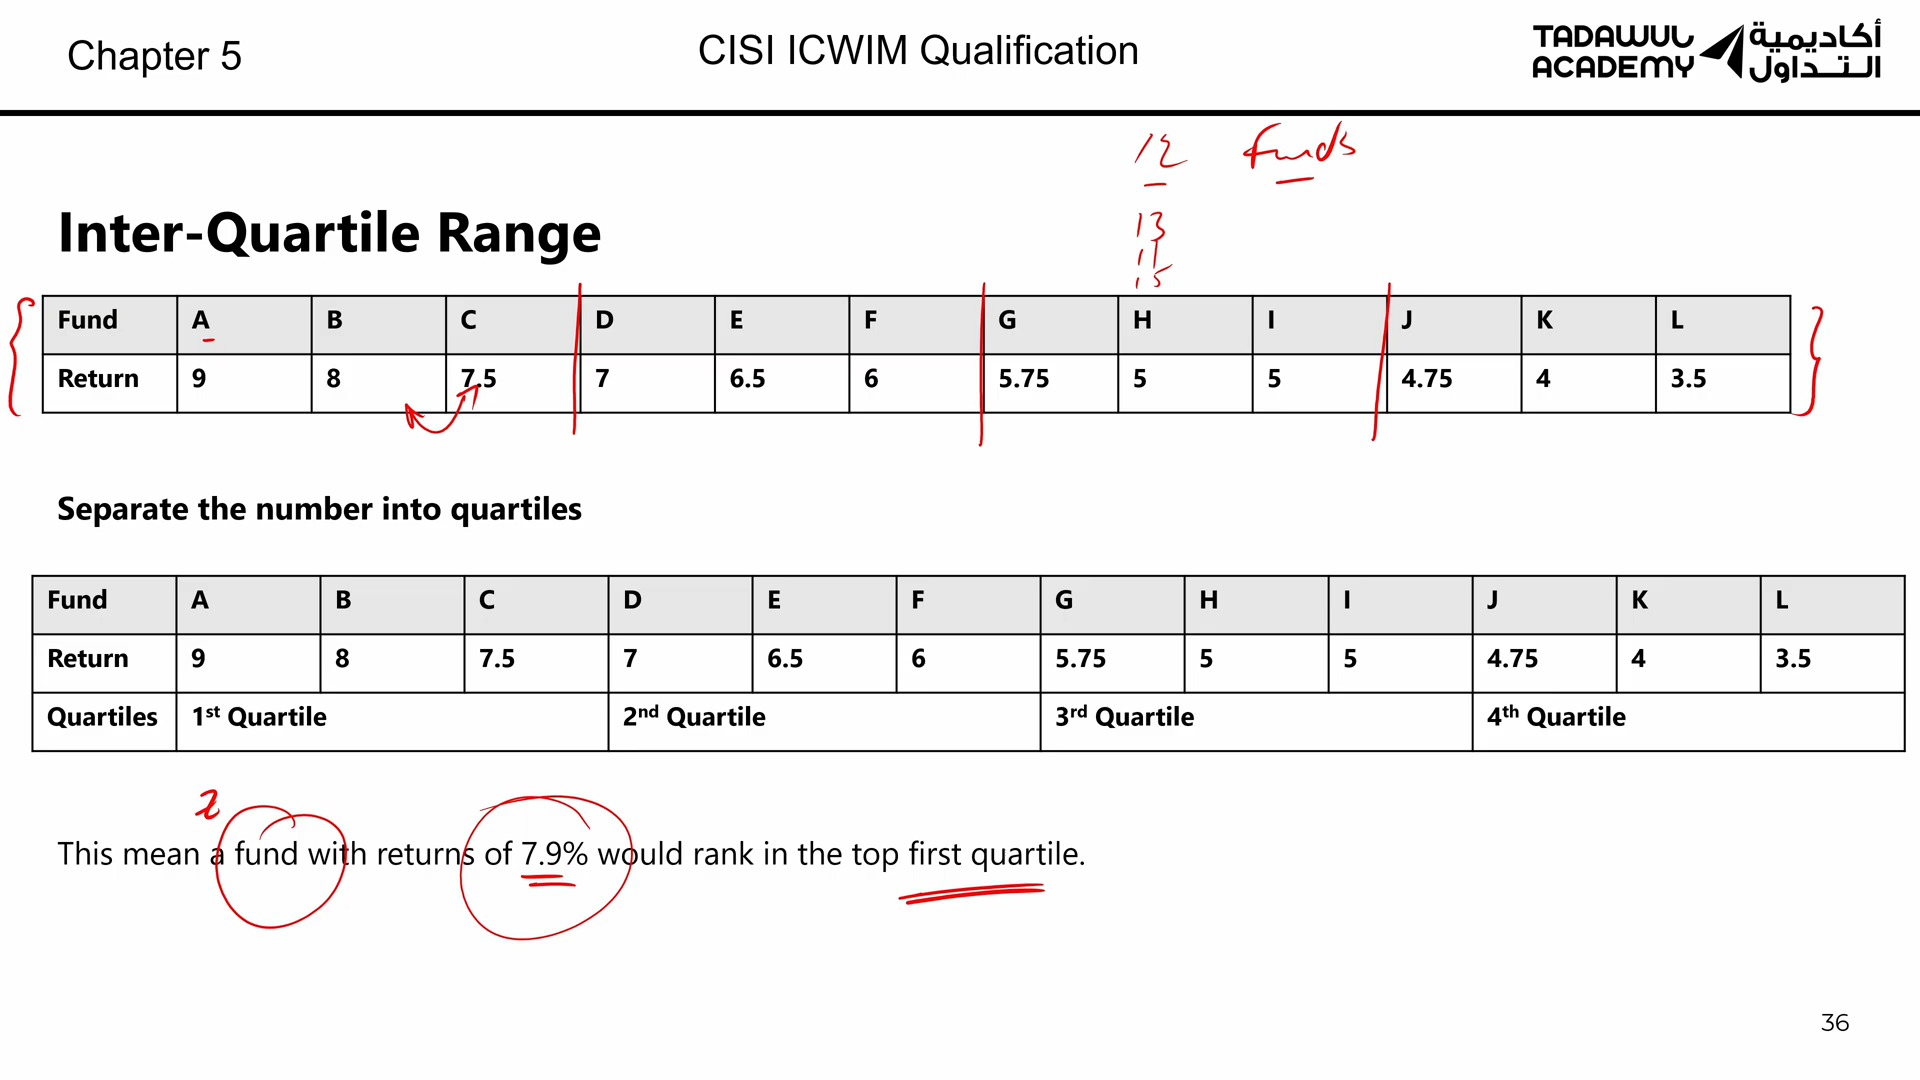 Chapter 5
CISI ICWIM Qualification
TADAWUL أكاديمية
ACADEMY التداول
12 funds
13
11
15
Inter-Quartile Range
Fund A B C D E F G H I J K L
Return 9 8 7.5 7 6.5 6 5.75 5 5 4.75 4 3.5
Separate the number into quartiles
Fund A B C D E F G H I J K L
Return 9 8 7.5 7 6.5 6 5.75 5 5 4.75 4 3.5
Quartiles 1st Quartile 2nd Quartile 3rd Quartile 4th Quartile
This mean a fund with returns of 7.9% would rank in the top first quartile.
36